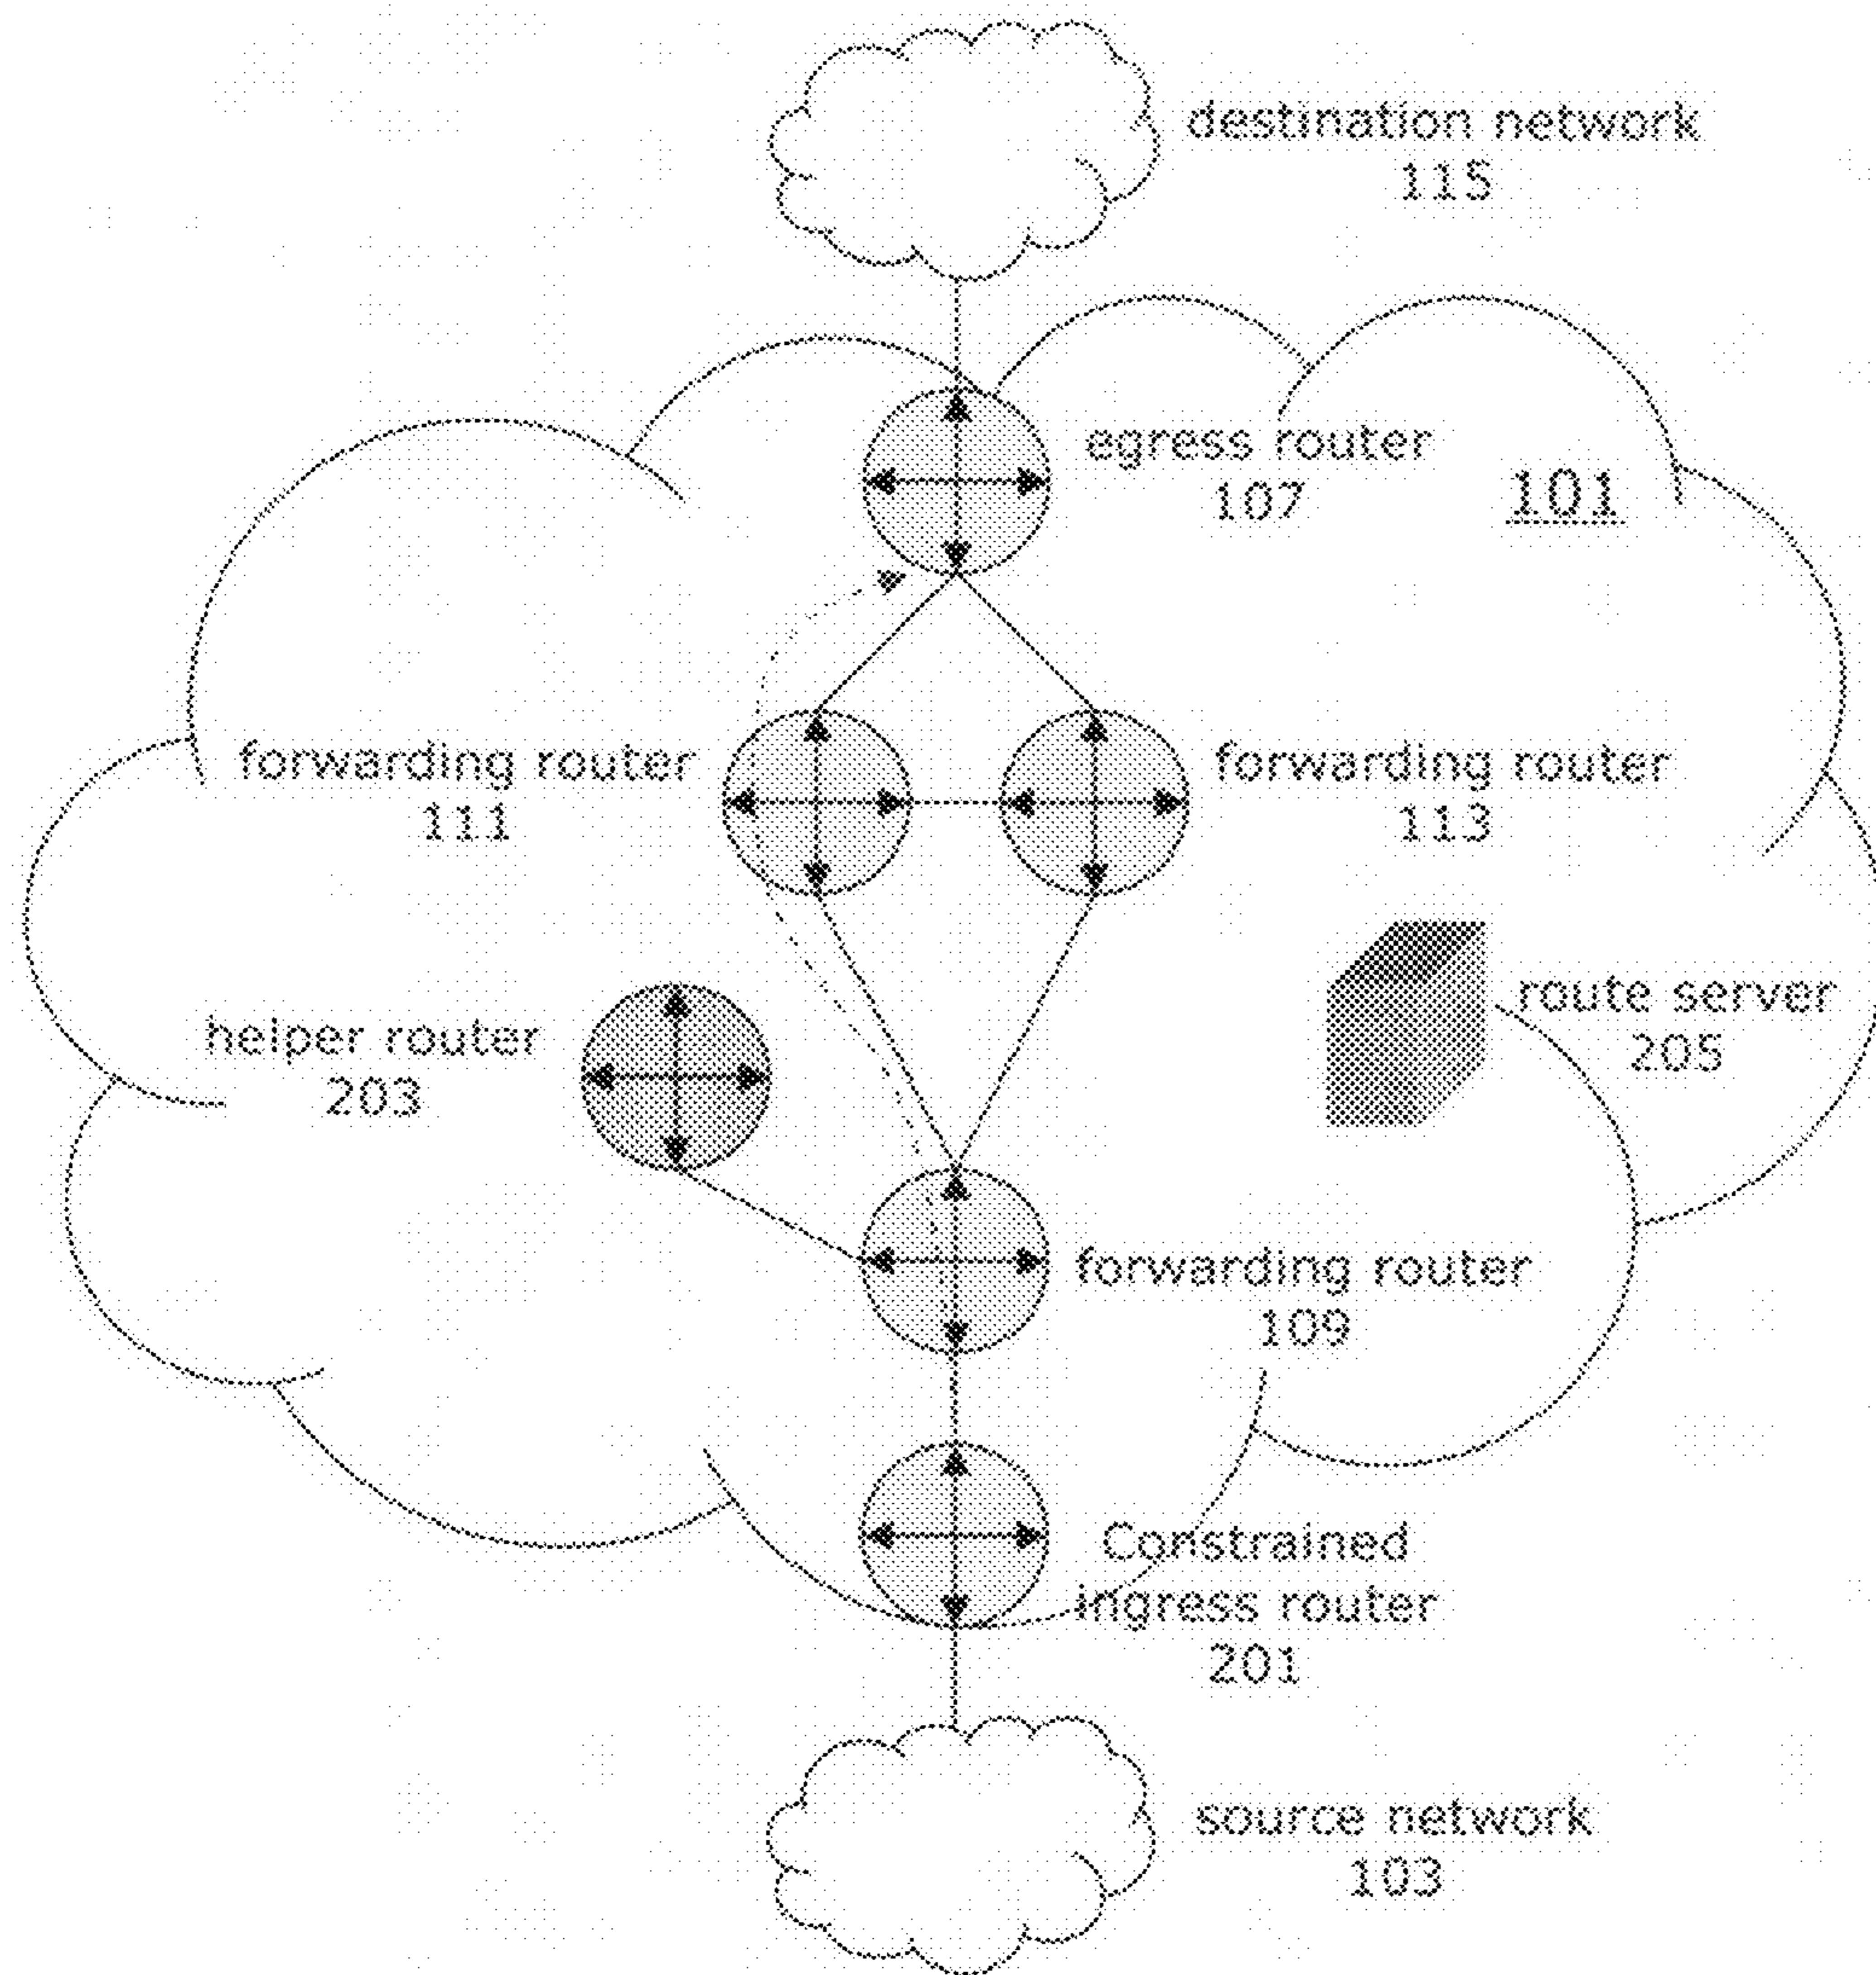 destination network
115
egress router
107
101
forwarding router
111
forwarding router
113
route server
205
helper router
203
forwarding router
109
Constrained
ingress router
201
source network
103